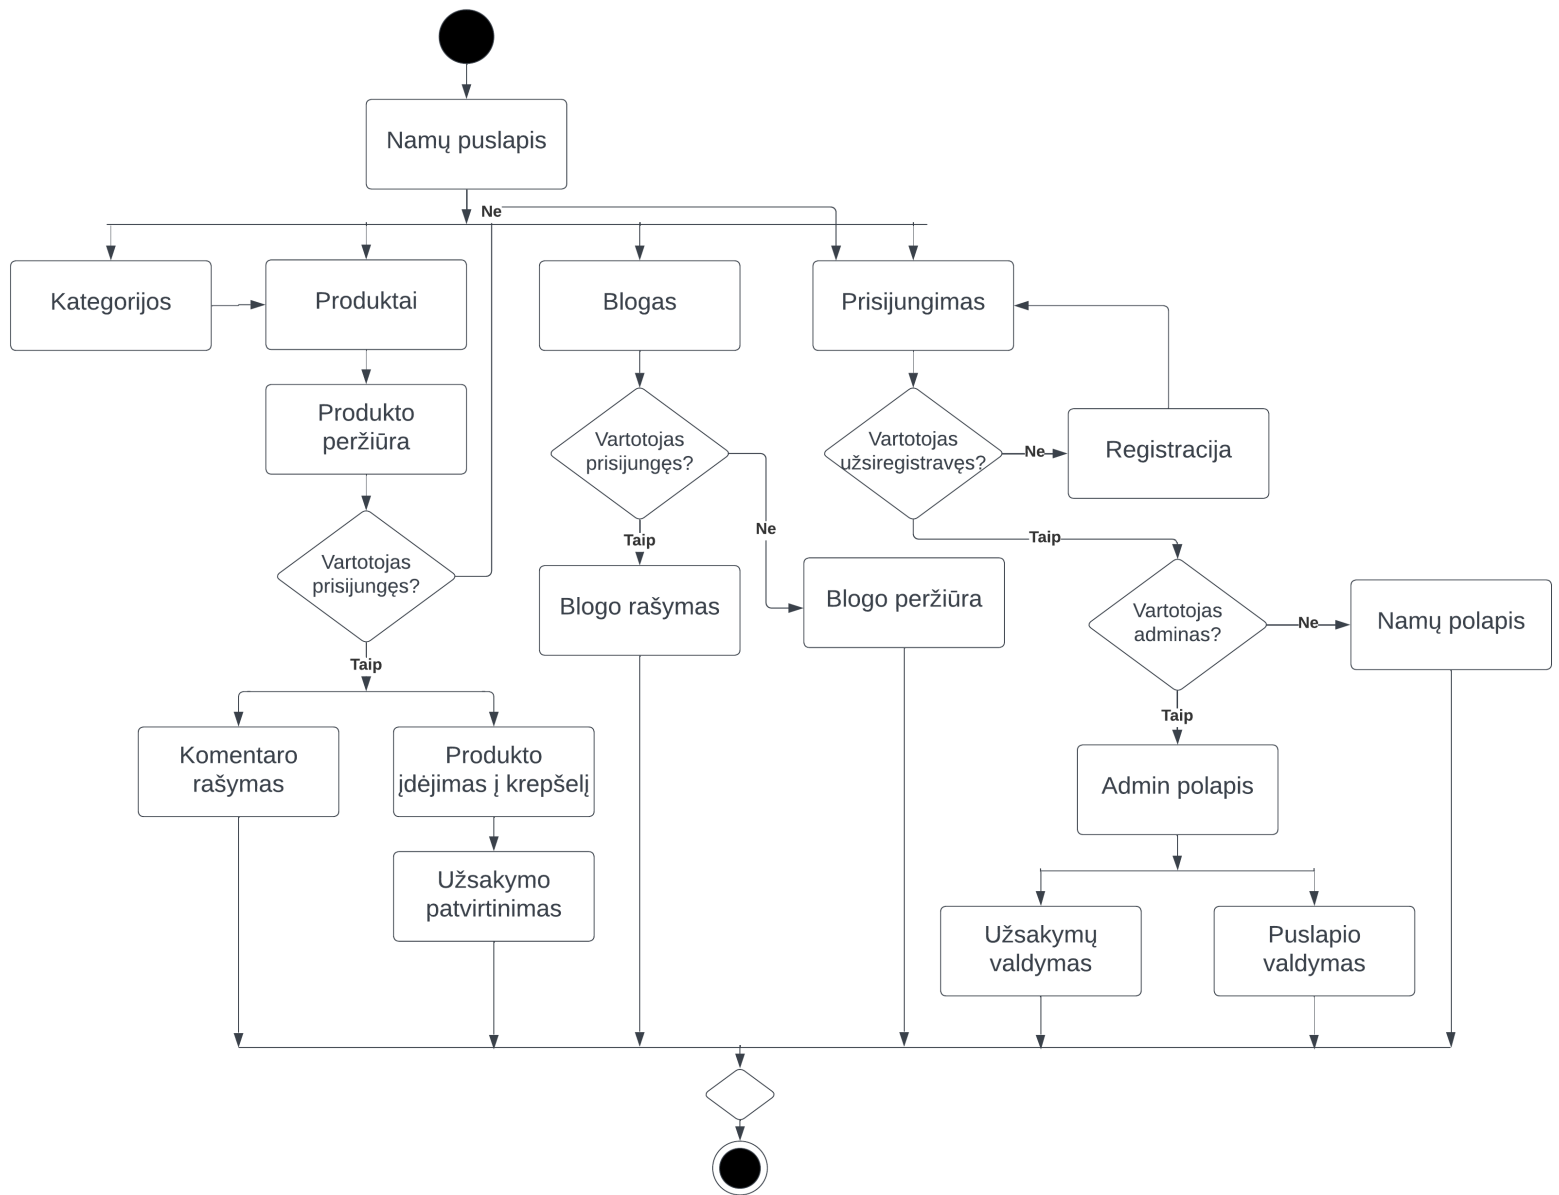 Namų puslapis
Ne
Kategorijos
Produktai
Blogas
Prisijungimas
Produkto
peržiūra
Vartotojas
prisijungęs?
Vartotojas
užsiregistravęs?
Ne
Registracija
Ne
Taip
Taip
Vartotojas
prisijungęs?
Blogo rašymas
Blogo peržiūra
Vartotojas
adminas?
Ne
Namų polapis
Taip
Taip
Komentaro
rašymas
Produkto
įdėjimas į krepšelį
Admin polapis
Užsakymo
patvirtinimas
Užsakymų
valdymas
Puslapio
valdymas